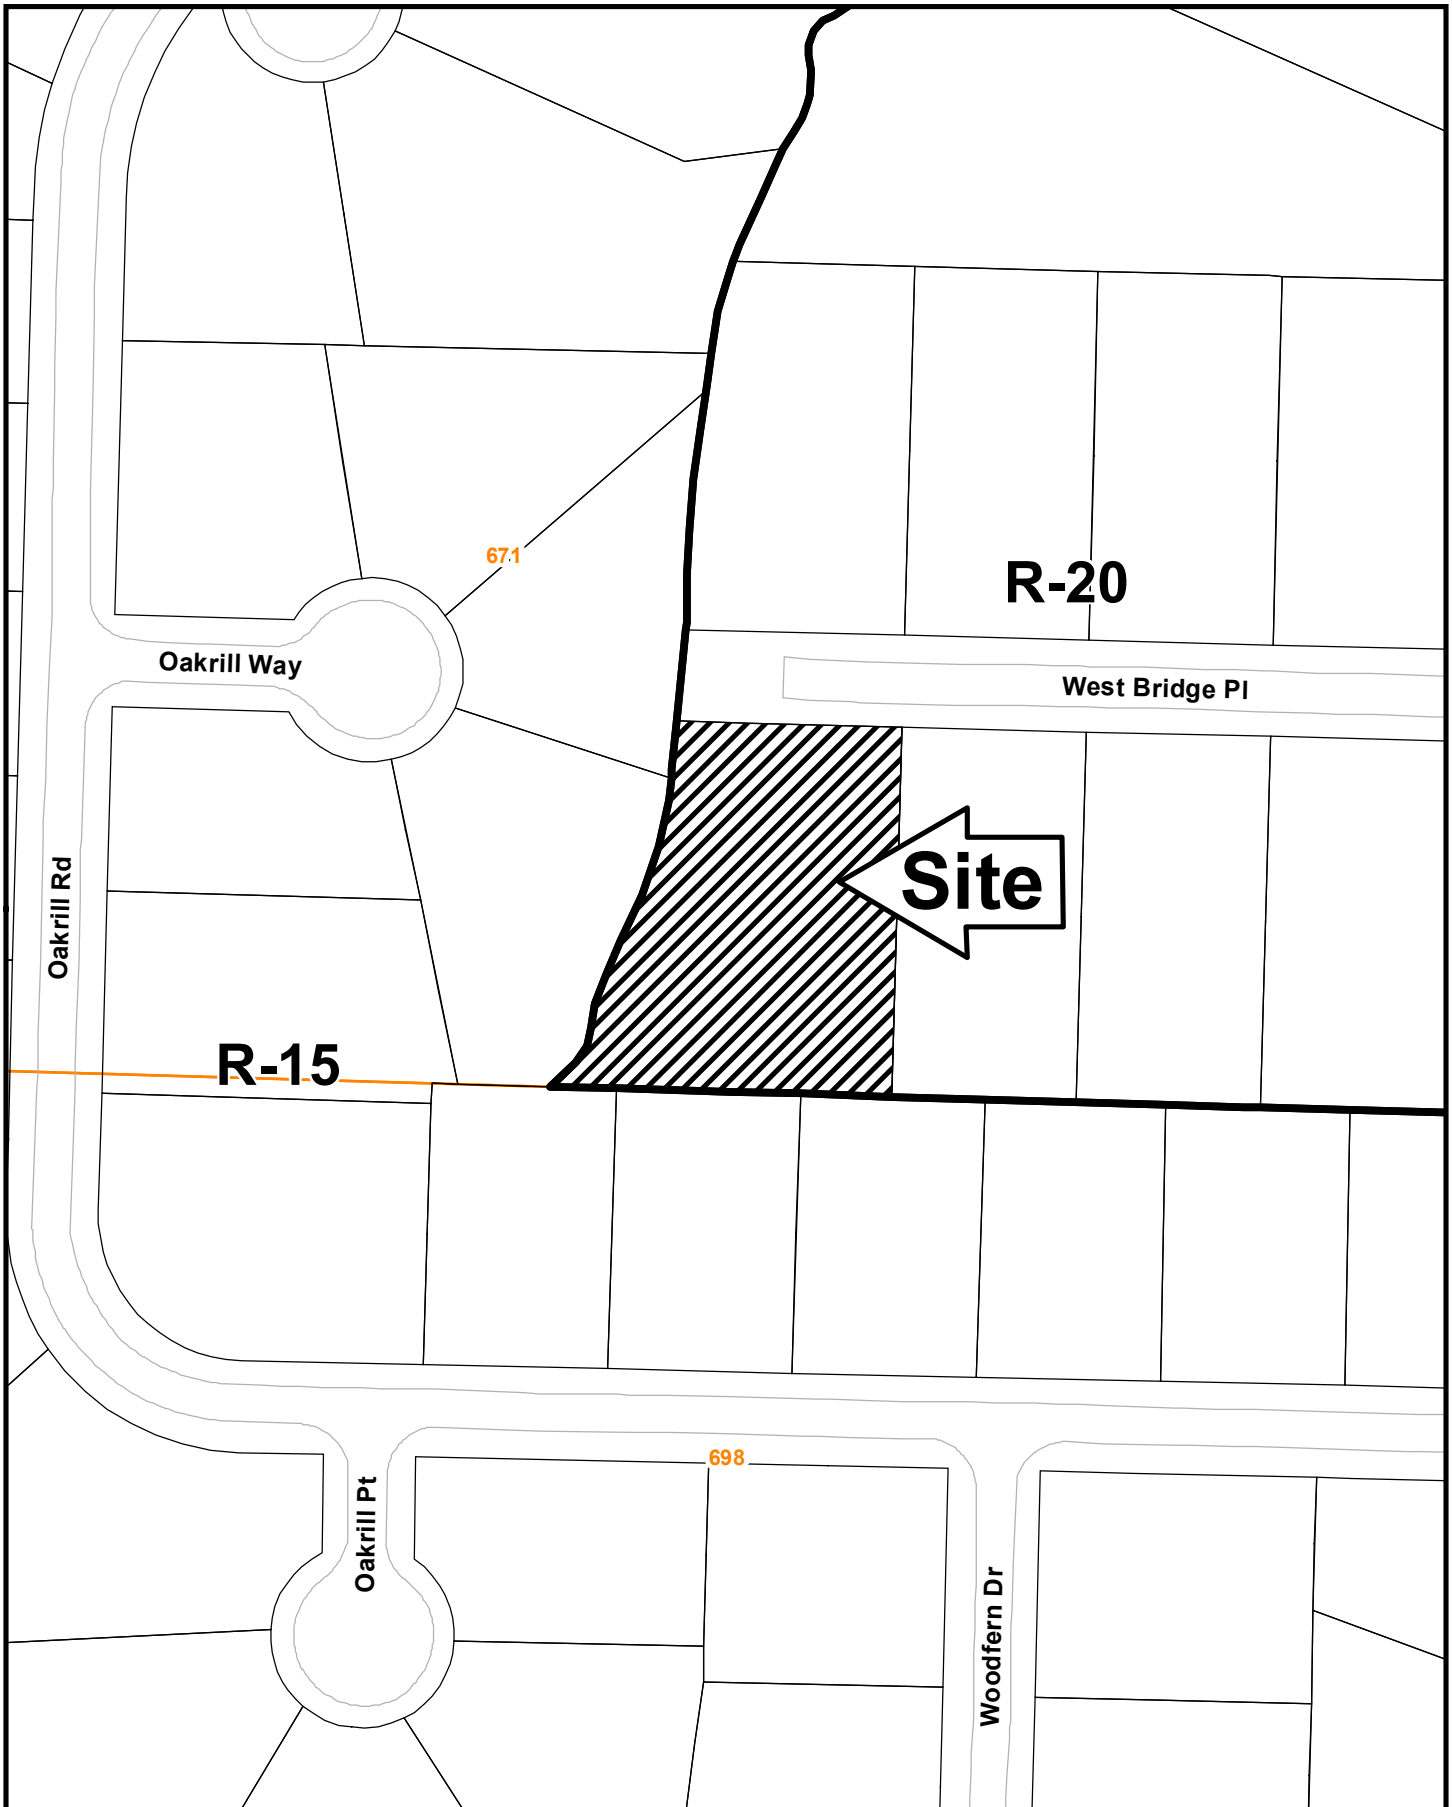 671
R-20
Oakrill Way
West Bridge Pl
Site
Oakrill Rd
R-15
698
Oakrill Pt
Woodfern Dr